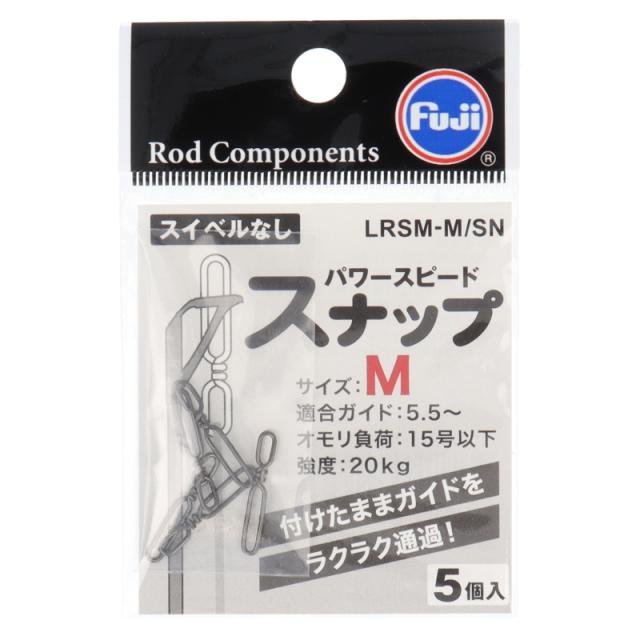 Fuji
®
Rod Components
スイベルなし
LRSM-M/SN
パワースピード
スナップ
サイズ:M
適合ガイド:5.5〜
オモリ負荷:15号以下
強度:20kg
付けたままガイドを
ラクラク通過!
5個入